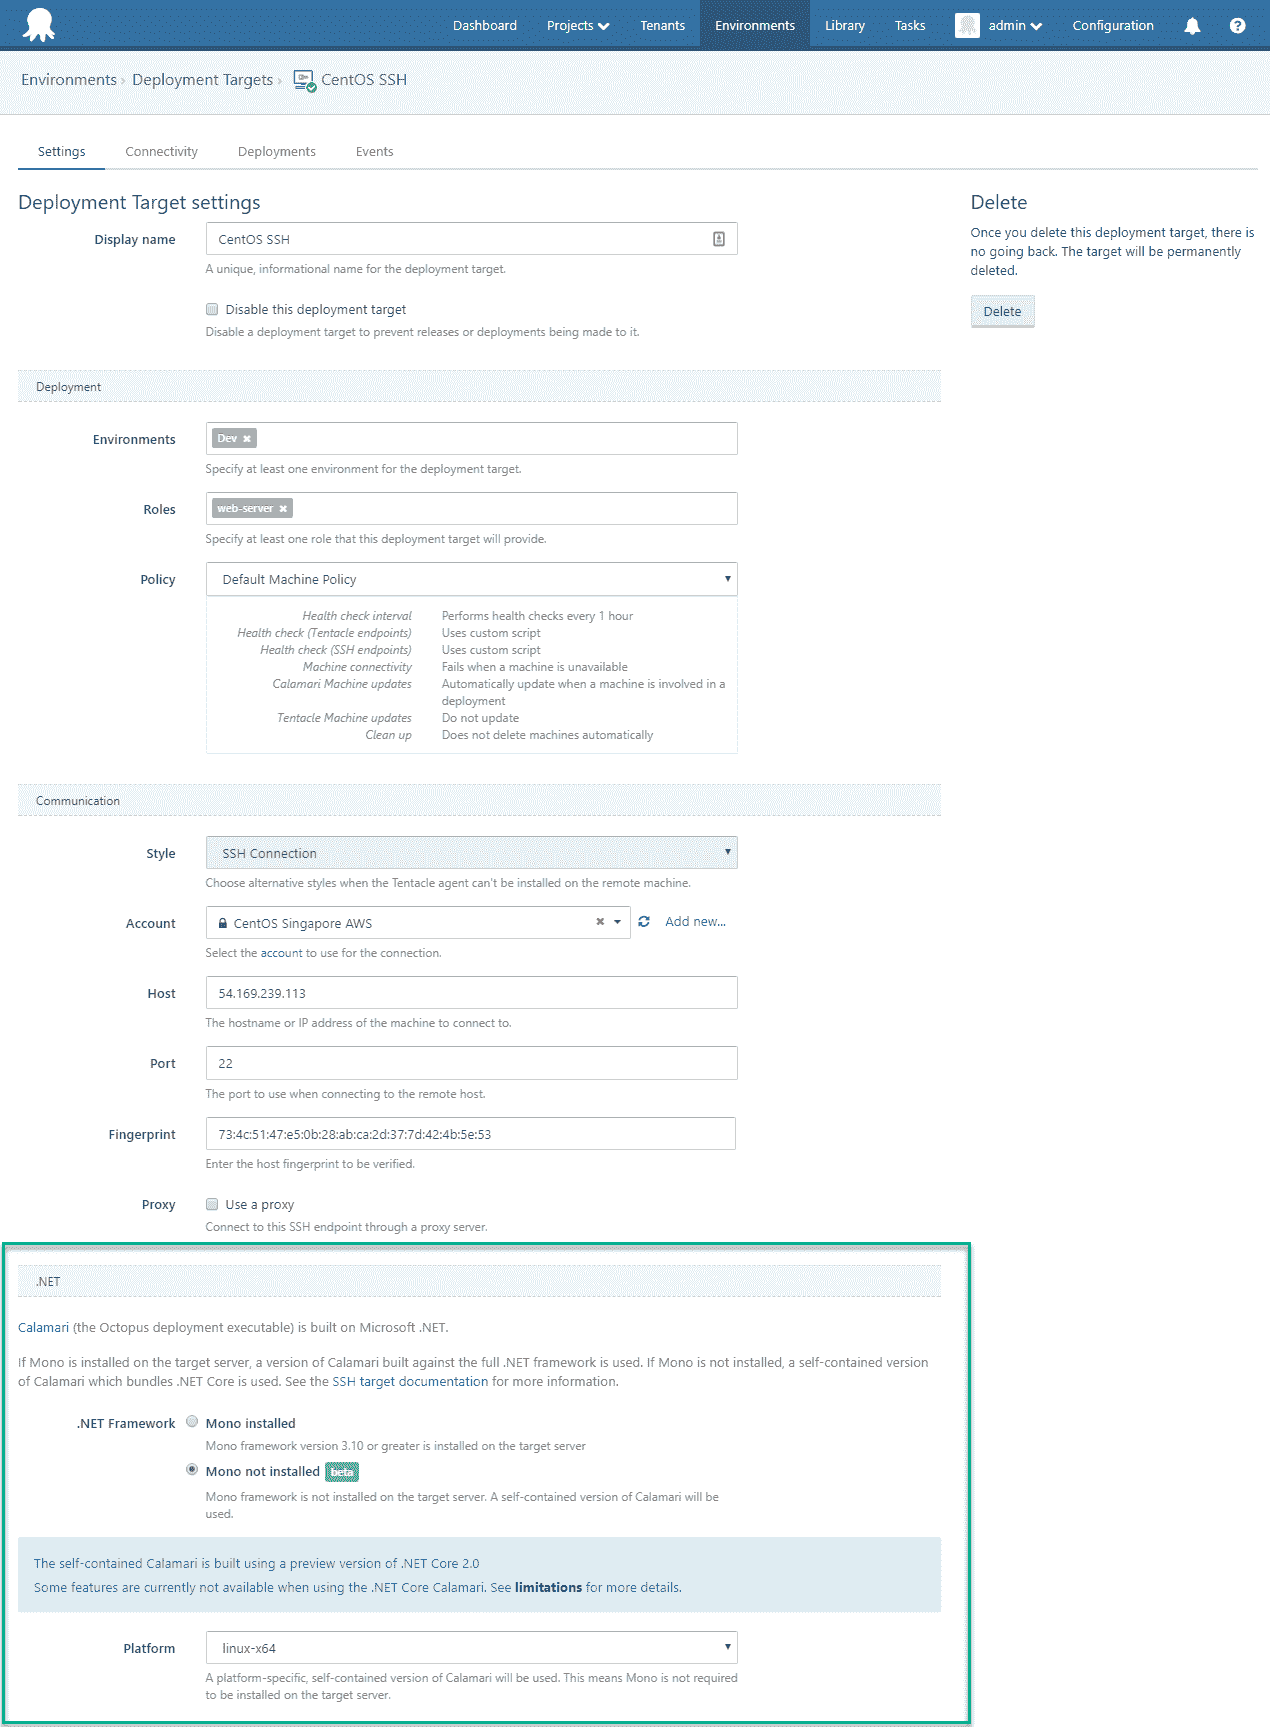 Dashboard Projects Tenants Environments Library Tasks admin Configuration
Environments › Deployment Targets › CentOS SSH
Settings Connectivity Deployments Events
Deployment Target settings
Display name CentOS SSH
A unique, informational name for the deployment target.
Disable this deployment target
Disable a deployment target to prevent releases or deployments being made to it.
Delete
Once you delete this deployment target, there is
no going back. The target will be permanently
deleted.
Delete
Deployment
Environments Dev ×
Specify at least one environment for the deployment target.
Roles web-server ×
Specify at least one role that this deployment target will provide.
Policy Default Machine Policy
Health check interval Performs health checks every 1 hour
Health check (Tentacle endpoints) Uses custom script
Health check (SSH endpoints) Uses custom script
Machine connectivity Fails when a machine is unavailable
Calamari Machine updates Automatically update when a machine is involved in a
deployment
Tentacle Machine updates Do not update
Clean up Does not delete machines automatically
Communication
Style SSH Connection
Choose alternative styles when the Tentacle agent can't be installed on the remote machine.
Account CentOS Singapore AWS × Add new...
Select the account to use for the connection.
Host 54.169.239.113
The hostname or IP address of the machine to connect to.
Port 22
The port to use when connecting to the remote host.
Fingerprint 73:4c:51:47:e5:0b:28:ab:ca:2d:37:7d:42:4b:5e:53
Enter the host fingerprint to be verified.
Proxy Use a proxy
Connect to this SSH endpoint through a proxy server.
.NET
Calamari (the Octopus deployment executable) is built on Microsoft .NET.
If Mono is installed on the target server, a version of Calamari built against the full .NET framework is used. If Mono is not installed, a self-contained version
of Calamari which bundles .NET Core is used. See the SSH target documentation for more information.
.NET Framework Mono installed
Mono framework version 3.10 or greater is installed on the target server
Mono not installed beta
Mono framework is not installed on the target server. A self-contained version of Calamari will be
used.
The self-contained Calamari is built using a preview version of .NET Core 2.0
Some features are currently not available when using the .NET Core Calamari. See limitations for more details.
Platform linux-x64
A platform-specific, self-contained version of Calamari will be used. This means Mono is not required
to be installed on the target server.